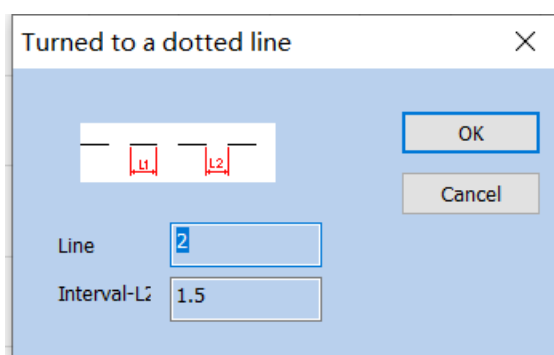 Turned to a dotted line
OK
L1
L2
Cancel
Line
2
Interval-L2
1.5